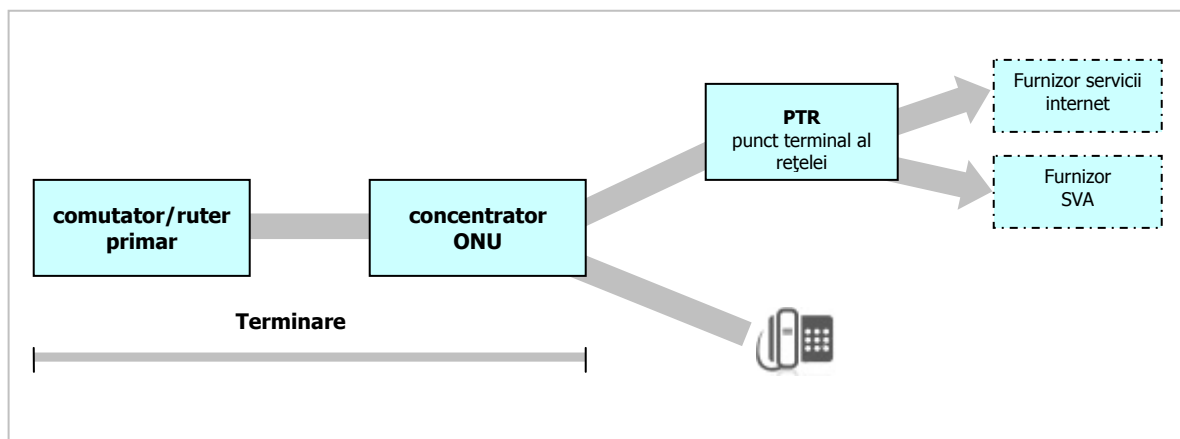 comutator/ruter
primar
concentrator
ONU
PTR
punct terminal al
reţelei
Furnizor servicii
internet
Furnizor
SVA
Terminare